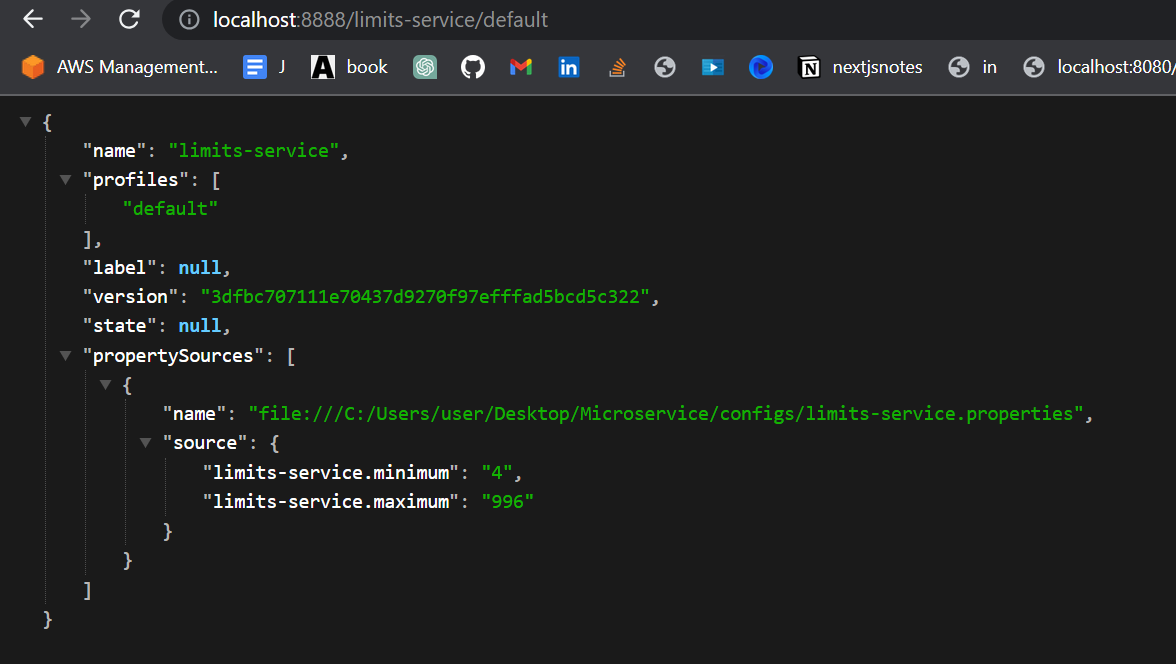 localhost:8888/limits-service/default
AWS Management... J book nextjsnotes in localhost:8080/
{
"name": "limits-service",
"profiles": [
"default"
],
"label": null,
"version": "3dfbc707111e70437d9270f97efffad5bcd5c322",
"state": null,
"propertySources": [
{
"name": "file:///C:/Users/user/Desktop/Microservice/configs/limits-service.properties",
"source": {
"limits-service.minimum": "4",
"limits-service.maximum": "996"
}
}
]
}